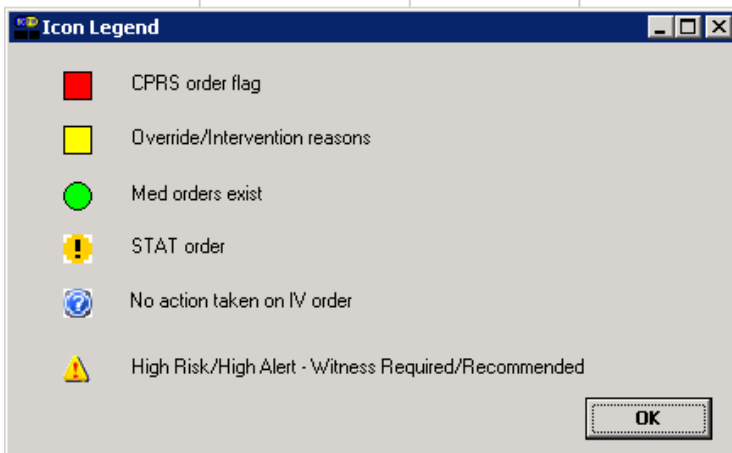 Icon Legend
CPRS order flag
Override/Intervention reasons
Med orders exist
! STAT order
? No action taken on IV order
! High Risk/High Alert - Witness Required/Recommended
OK